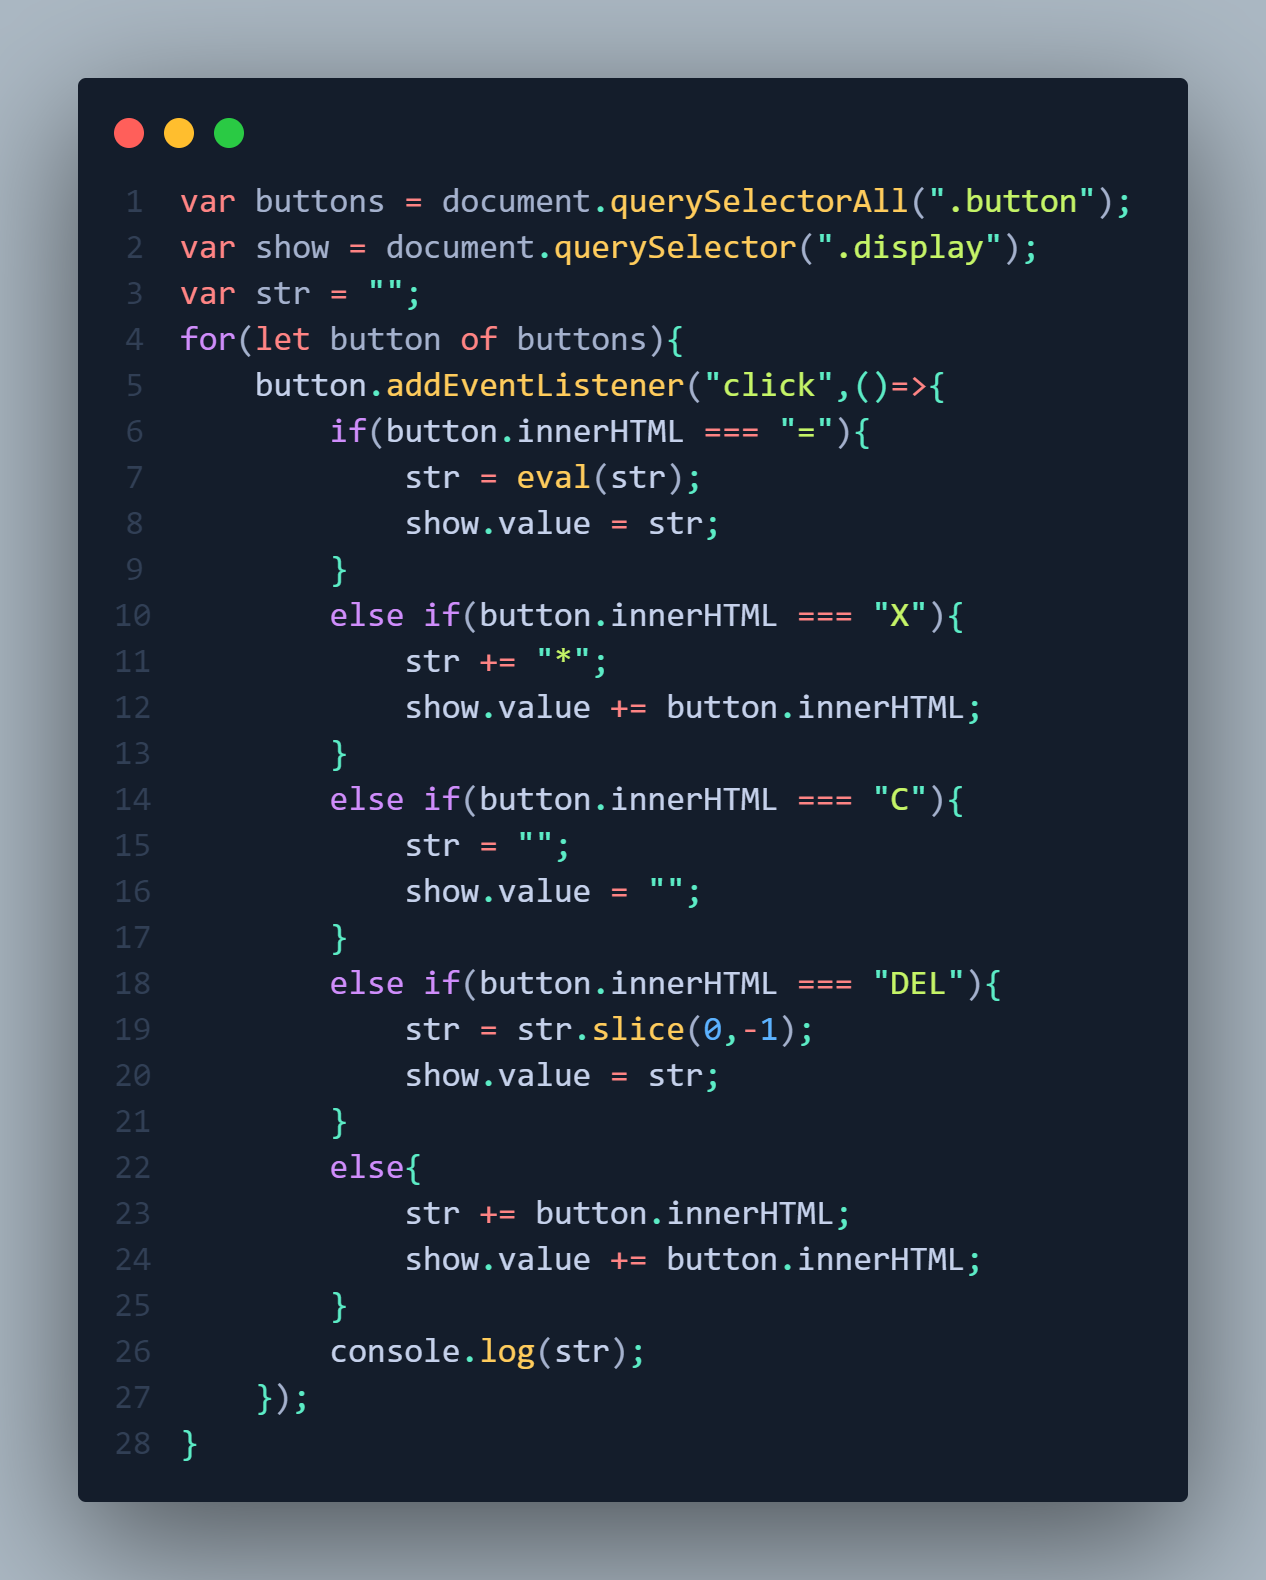 1 var buttons = document.querySelectorAll(".button");
2 var show = document.querySelector(".display");
3 var str = "";
4 for(let button of buttons){
5     button.addEventListener("click",()=>{
6         if(button.innerHTML === "="){
7             str = eval(str);
8             show.value = str;
9         }
10         else if(button.innerHTML === "X"){
11             str += "*";
12             show.value += button.innerHTML;
13         }
14         else if(button.innerHTML === "C"){
15             str = "";
16             show.value = "";
17         }
18         else if(button.innerHTML === "DEL"){
19             str = str.slice(0,-1);
20             show.value = str;
21         }
22         else{
23             str += button.innerHTML;
24             show.value += button.innerHTML;
25         }
26         console.log(str);
27     });
28 }